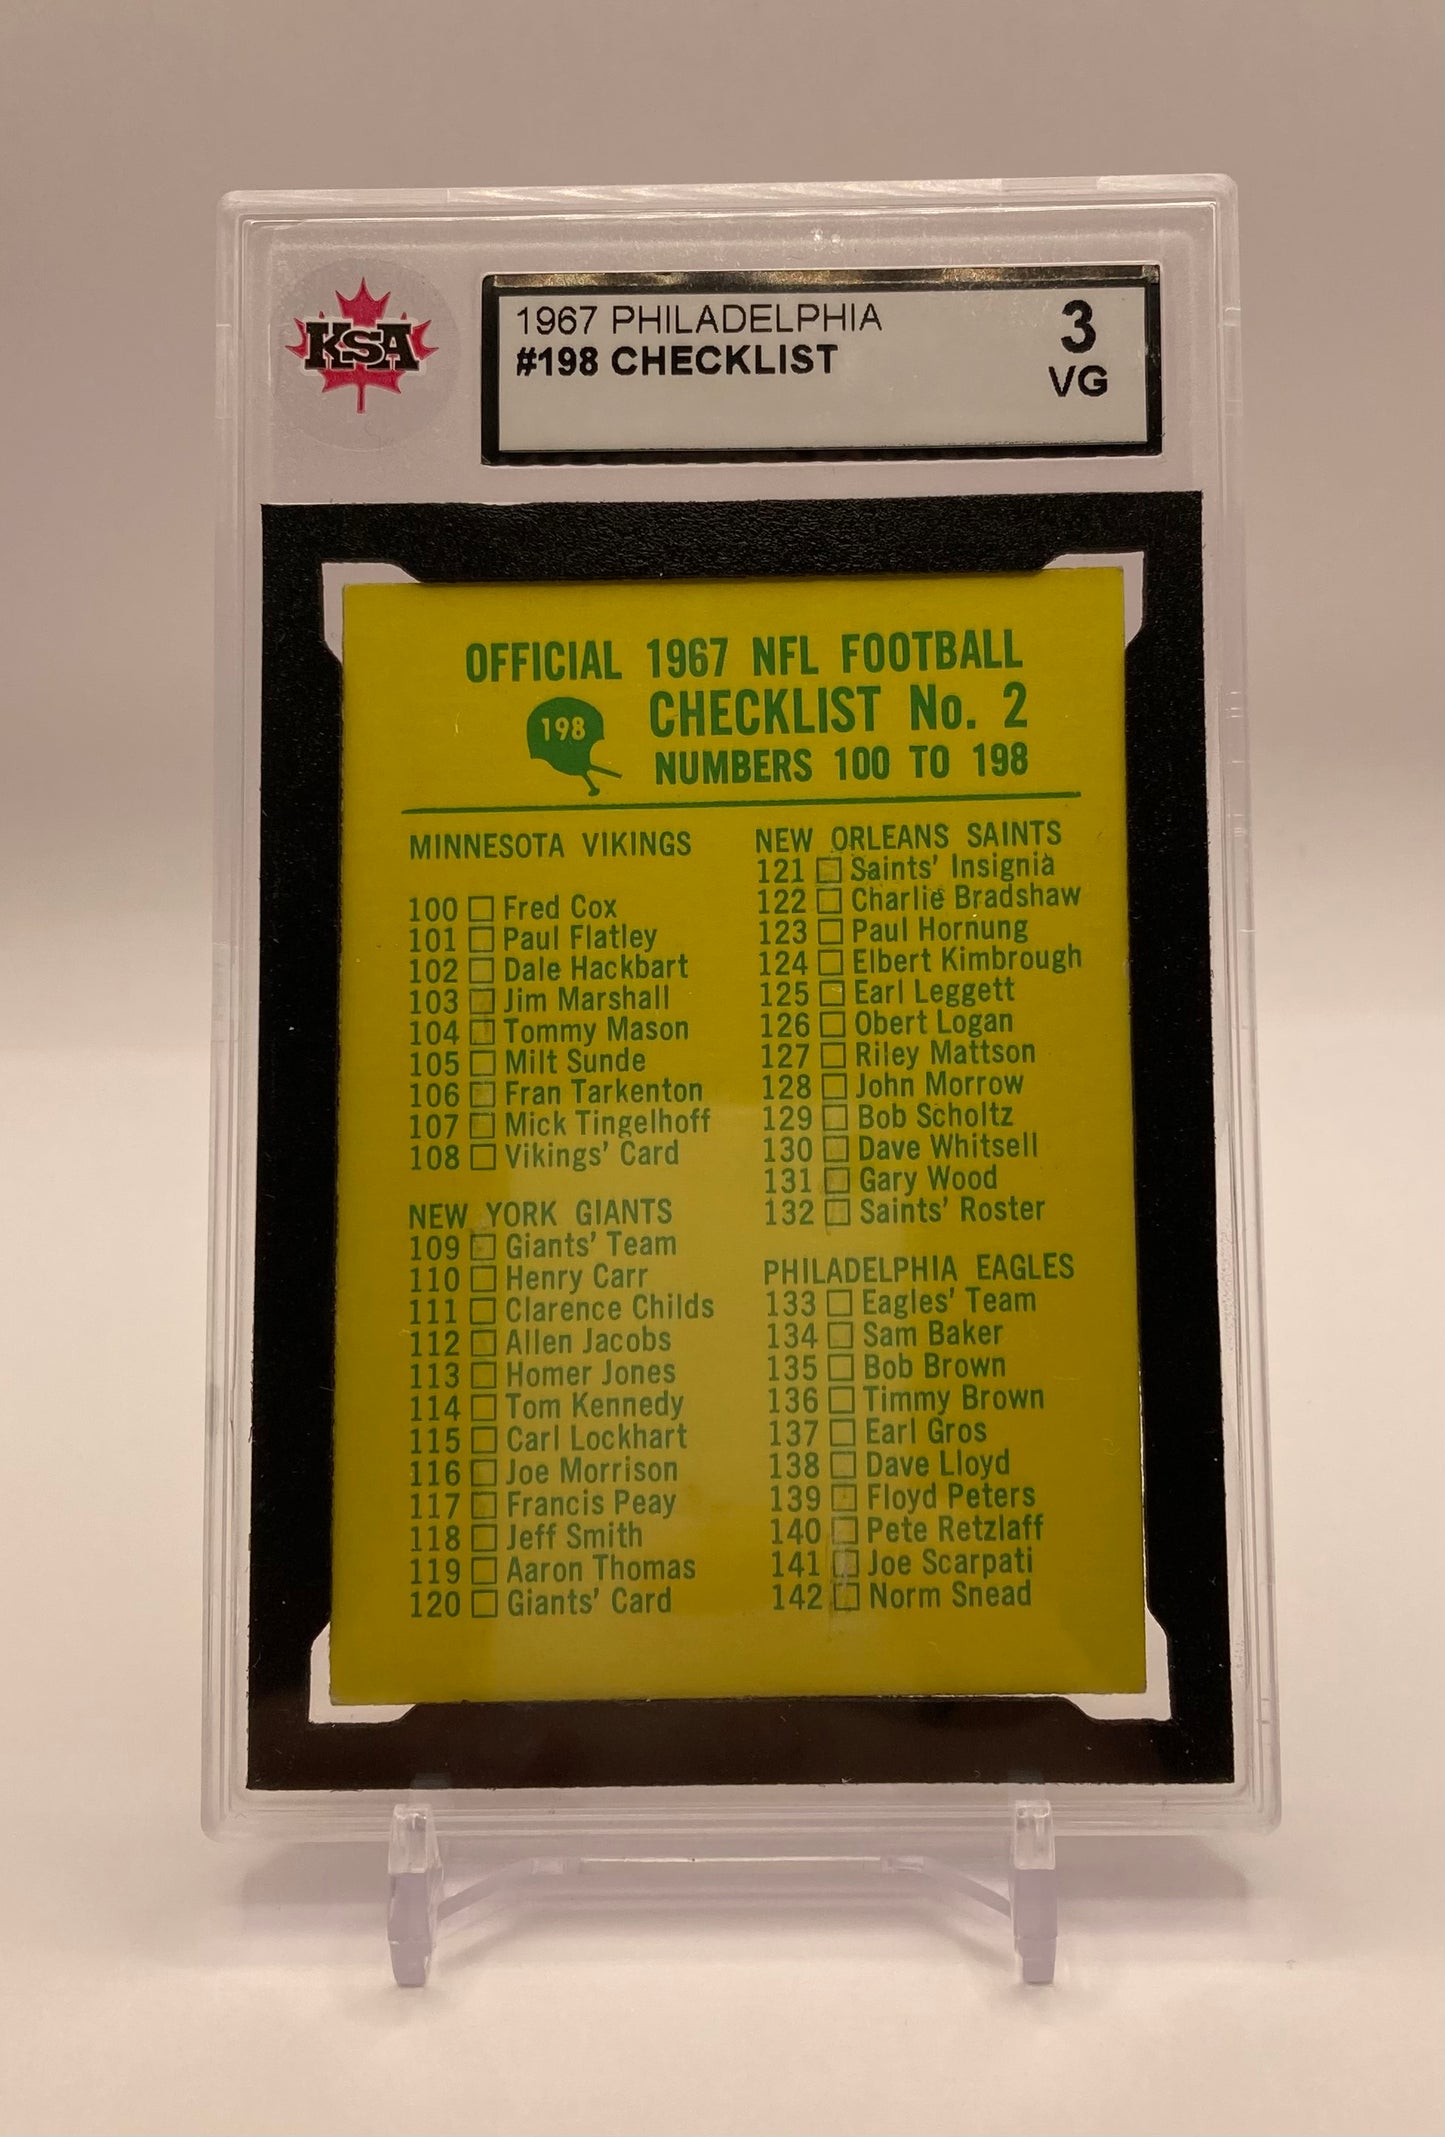 KSA
1967 PHILADELPHIA
#198 CHECKLIST
3
VG
OFFICIAL 1967 NFL FOOTBALL
198
CHECKLIST No. 2
NUMBERS 100 TO 198
MINNESOTA VIKINGS
100 Fred Cox
101 Paul Flatley
102 Dale Hackbart
103 Jim Marshall
104 Tommy Mason
105 Milt Sunde
106 Fran Tarkenton
107 Mick Tingelhoff
108 Vikings' Card
NEW YORK GIANTS
109 Giants' Team
110 Henry Carr
111 Clarence Childs
112 Allen Jacobs
113 Homer Jones
114 Tom Kennedy
115 Carl Lockhart
116 Joe Morrison
117 Francis Peay
118 Jeff Smith
119 Aaron Thomas
120 Giants' Card
NEW ORLEANS SAINTS
121 Saints' Insignia
122 Charlie Bradshaw
123 Paul Hornung
124 Elbert Kimbrough
125 Earl Leggett
126 Obert Logan
127 Riley Mattson
128 John Morrow
129 Bob Scholtz
130 Dave Whitsell
131 Gary Wood
132 Saints' Roster
PHILADELPHIA EAGLES
133 Eagles' Team
134 Sam Baker
135 Bob Brown
136 Timmy Brown
137 Earl Gros
138 Dave Lloyd
139 Floyd Peters
140 Pete Retzlaff
141 Joe Scarpati
142 Norm Snead